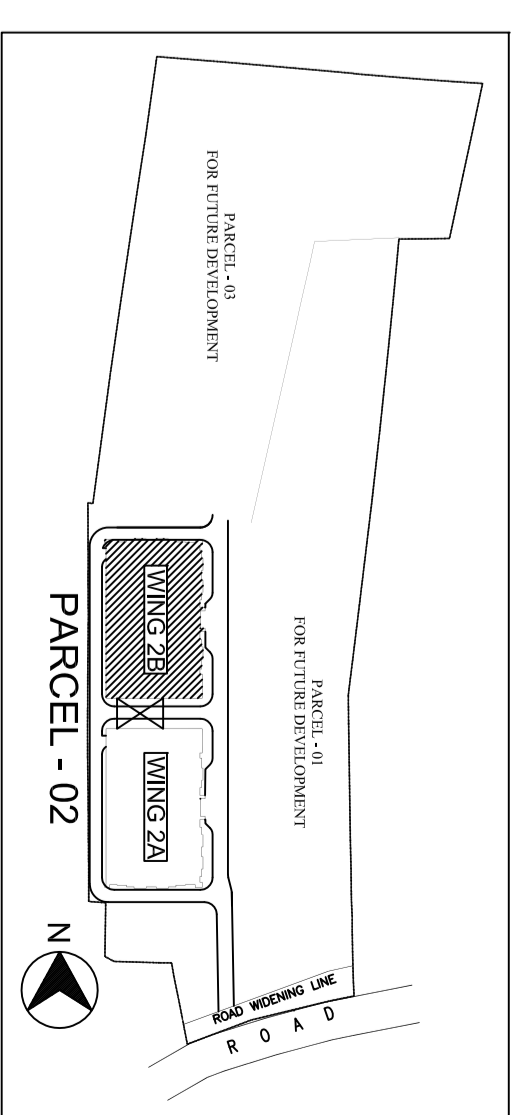 PARCEL - 03
FOR FUTURE DEVELOPMENT
PARCEL - 01
FOR FUTURE DEVELOPMENT
WING 2B
WING 2A
PARCEL - 02
N
ROAD WIDENING LINE
ROAD